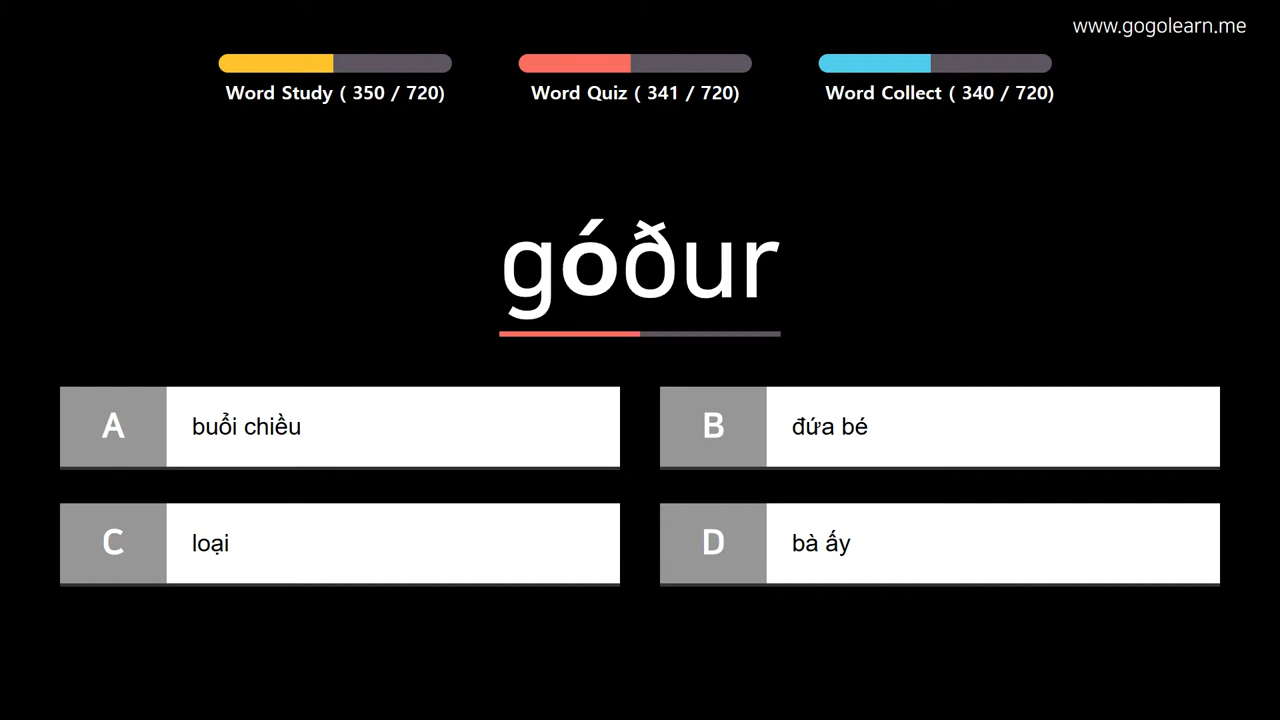 www.gogolearn.me
Word Study ( 350 / 720)
Word Quiz ( 341 / 720)
Word Collect ( 340 / 720)
góður
A buổi chiều
B đứa bé
C loại
D bà ấy